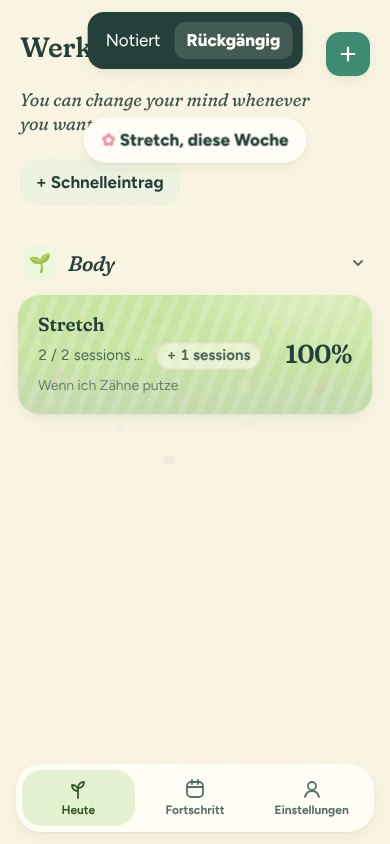 Werk
Notiert Rückgängig
You can change your mind whenever
you want
Stretch, diese Woche
+ Schnelleintrag
Body
Stretch
2 / 2 sessions ... + 1 sessions 100%
Wenn ich Zähne putze
Heute Fortschritt Einstellungen